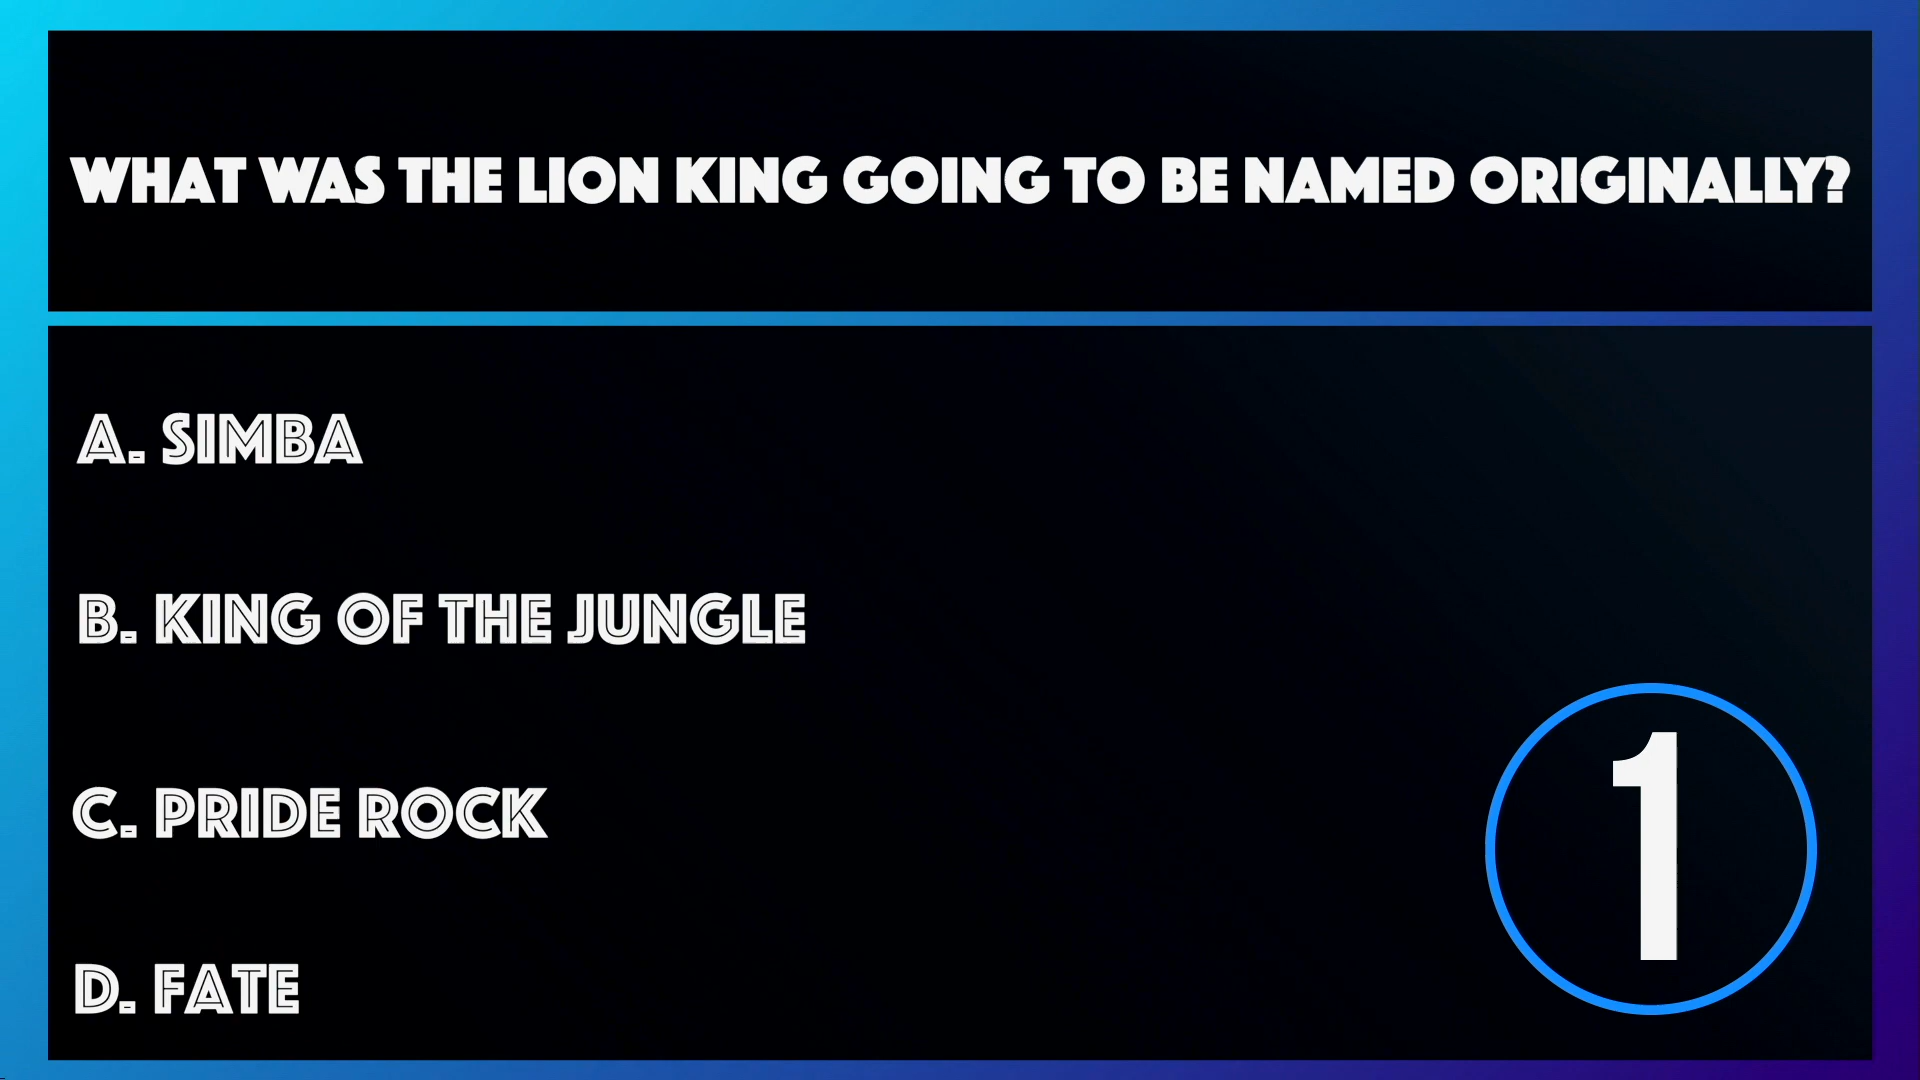 WHAT WAS THE LION KING GOING TO BE NAMED ORIGINALLY?
A. SIMBA
B. KING OF THE JUNGLE
C. PRIDE ROCK
D. FATE
1